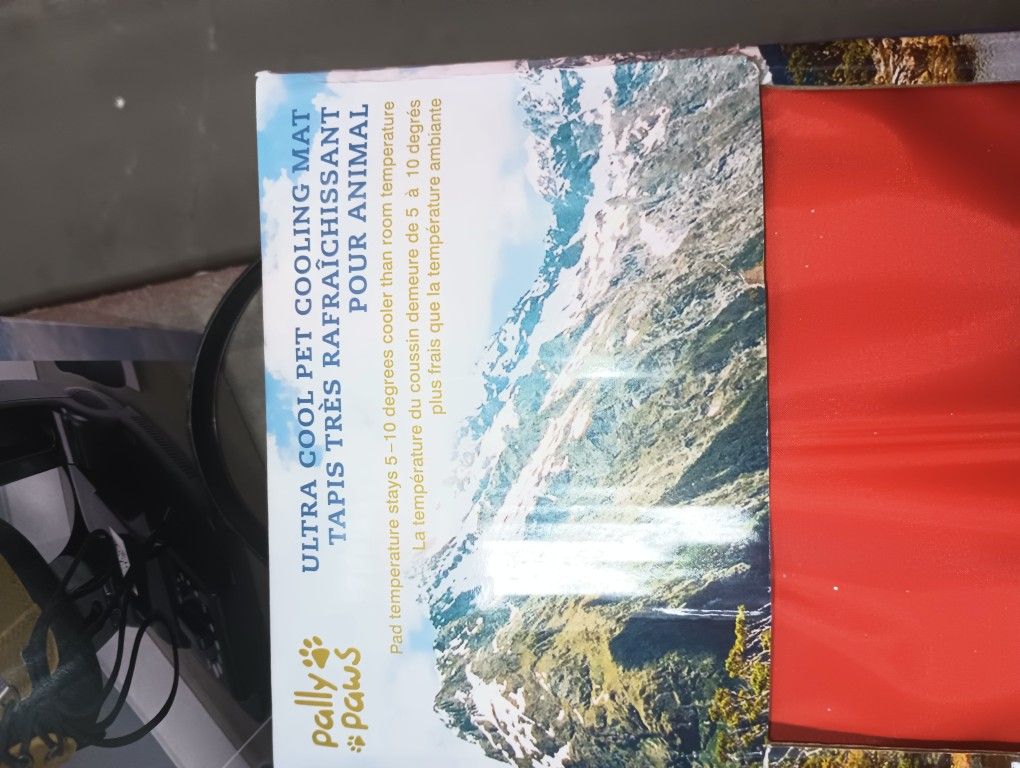 pally
paws
ULTRA COOL PET COOLING MAT
TAPIS TRÈS RAFRAÎCHISSANT
POUR ANIMAL
Pad temperature stays 5–10 degrees cooler than room temperature
La température du coussin demeure de 5 à 10 degrés
plus frais que la température ambiante